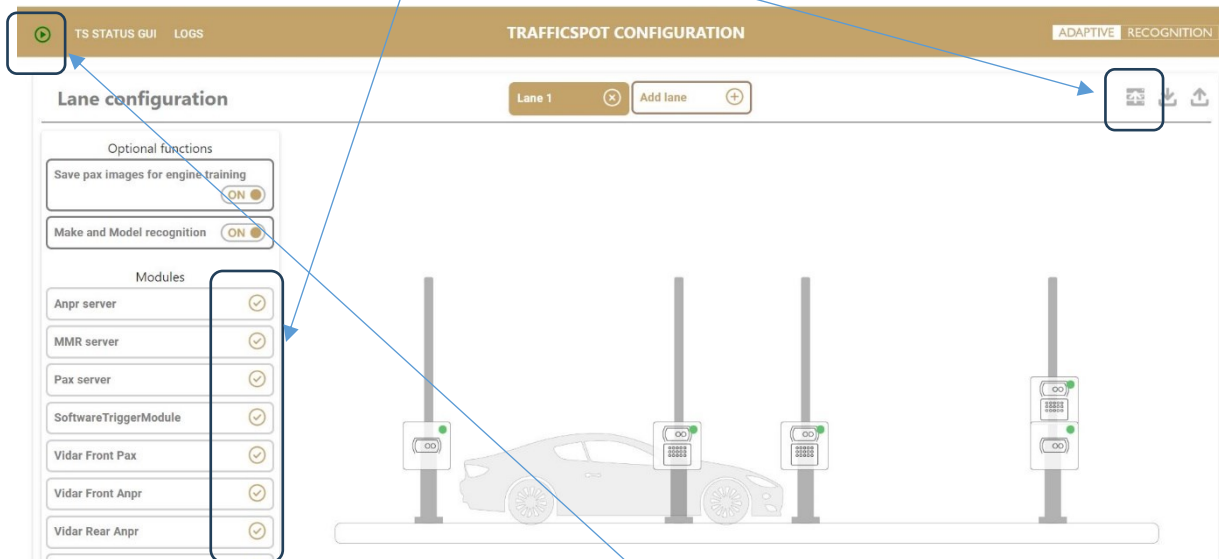 TS STATUS GUI LOGS TRAFFICSPOT CONFIGURATION ADAPTIVE RECOGNITION
Lane configuration Lane 1 Add lane
Optional functions
Save pax images for engine training
ON
Make and Model recognition ON
Modules
Anpr server
MMR server
Pax server
SoftwareTriggerModule
Vidar Front Pax
Vidar Front Anpr
Vidar Rear Anpr